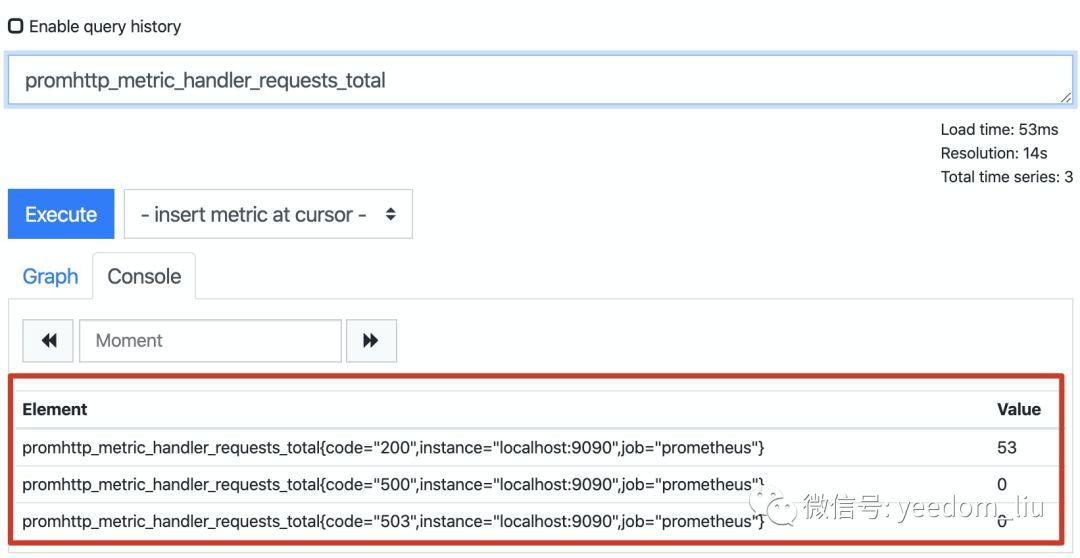 Enable query history
promhttp_metric_handler_requests_total
Load time: 53ms
Resolution: 14s
Total time series: 3
Execute - insert metric at cursor -
Graph Console
Moment
Element Value
promhttp_metric_handler_requests_total{code="200",instance="localhost:9090",job="prometheus"} 53
promhttp_metric_handler_requests_total{code="500",instance="localhost:9090",job="prometheus"} 0
promhttp_metric_handler_requests_total{code="503",instance="localhost:9090",job="prometheus"} 0
微信号: yeedom_liu